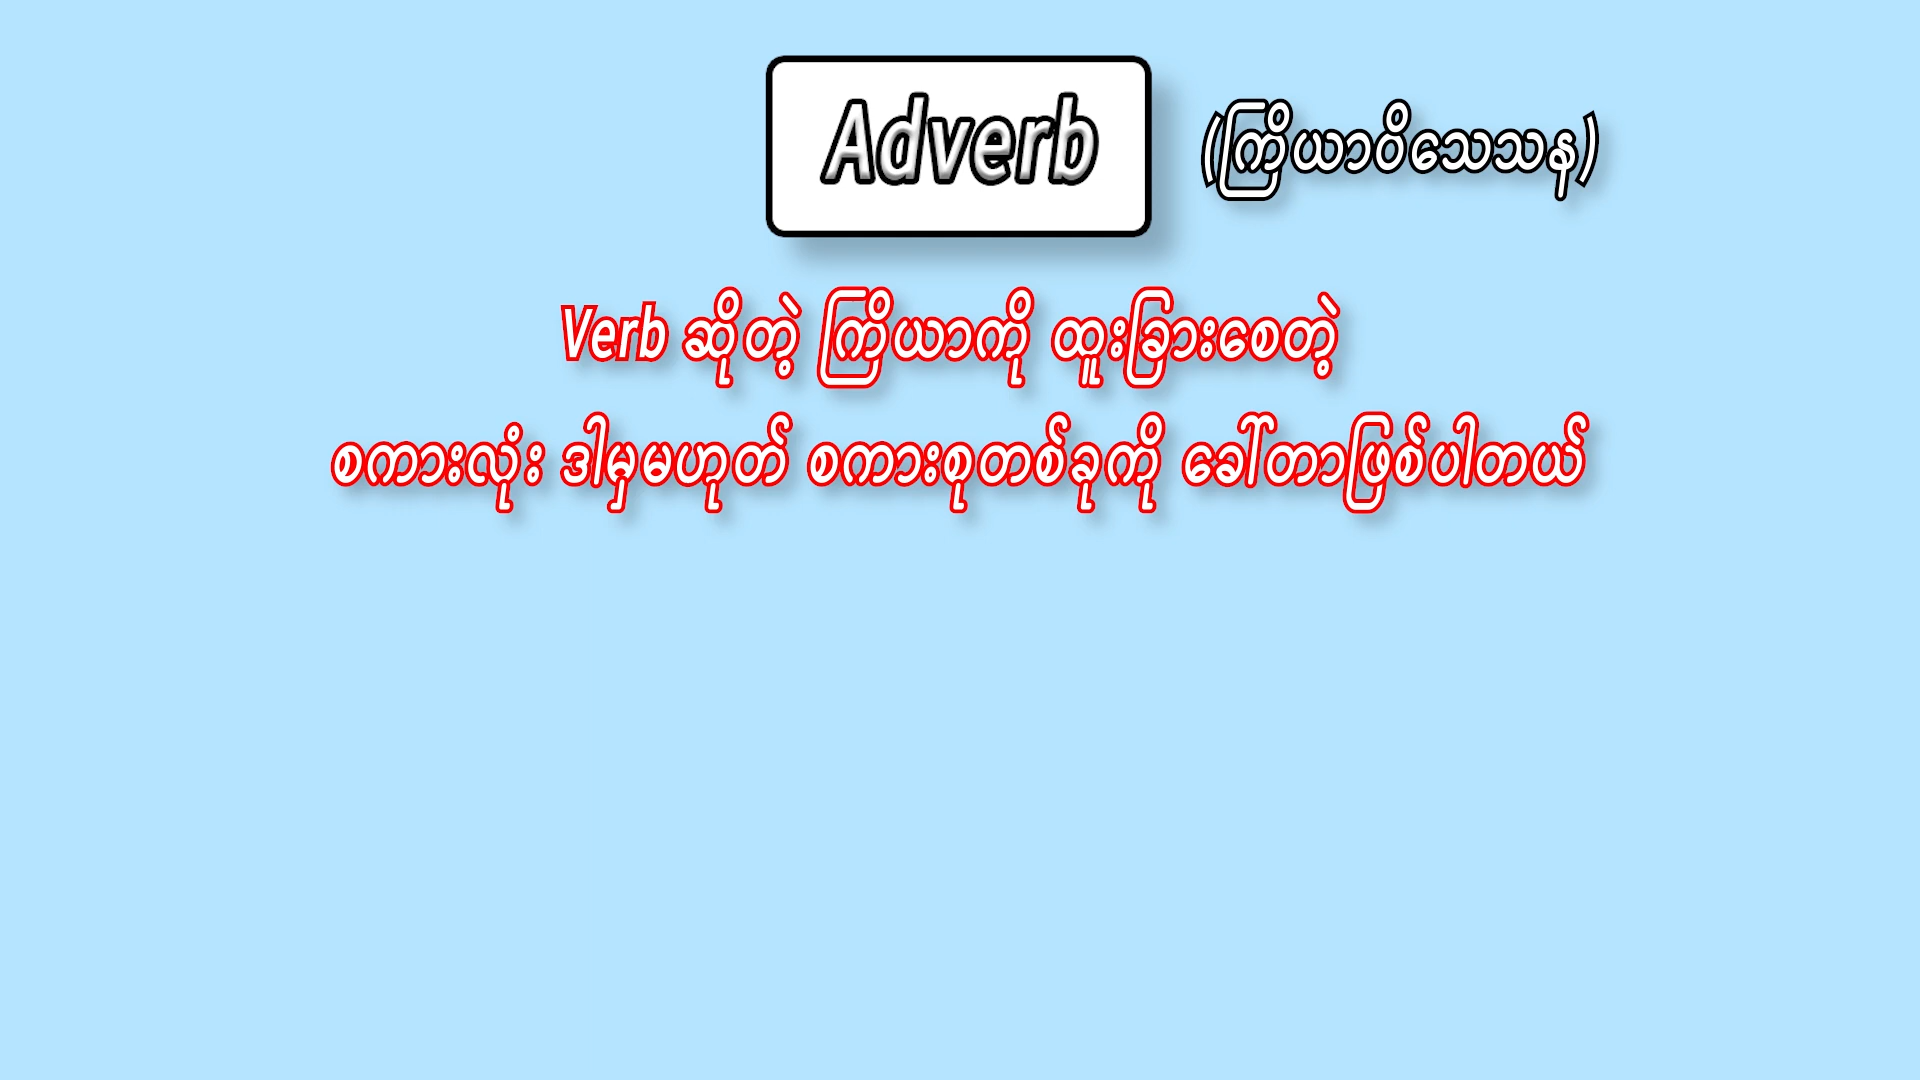 Adverb (ကြိယာဝိသေသန)
Verb ဆိုတဲ့ ကြိယာကို ထူးခြားစေတဲ့
စကားလုံး ဒါမှမဟုတ် စကားစုတစ်ခုကို ခေါ်တာဖြစ်ပါတယ်